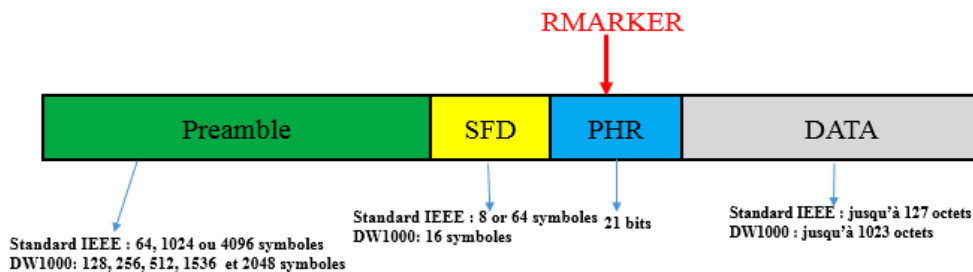 RMARKER
Preamble
SFD
PHR
DATA
Standard IEEE : 64, 1024 ou 4096 symboles
DW1000: 128, 256, 512, 1536 et 2048 symboles
Standard IEEE : 8 or 64 symboles
DW1000: 16 symboles
21 bits
Standard IEEE : jusqu'à 127 octets
DW1000 : jusqu'à 1023 octets